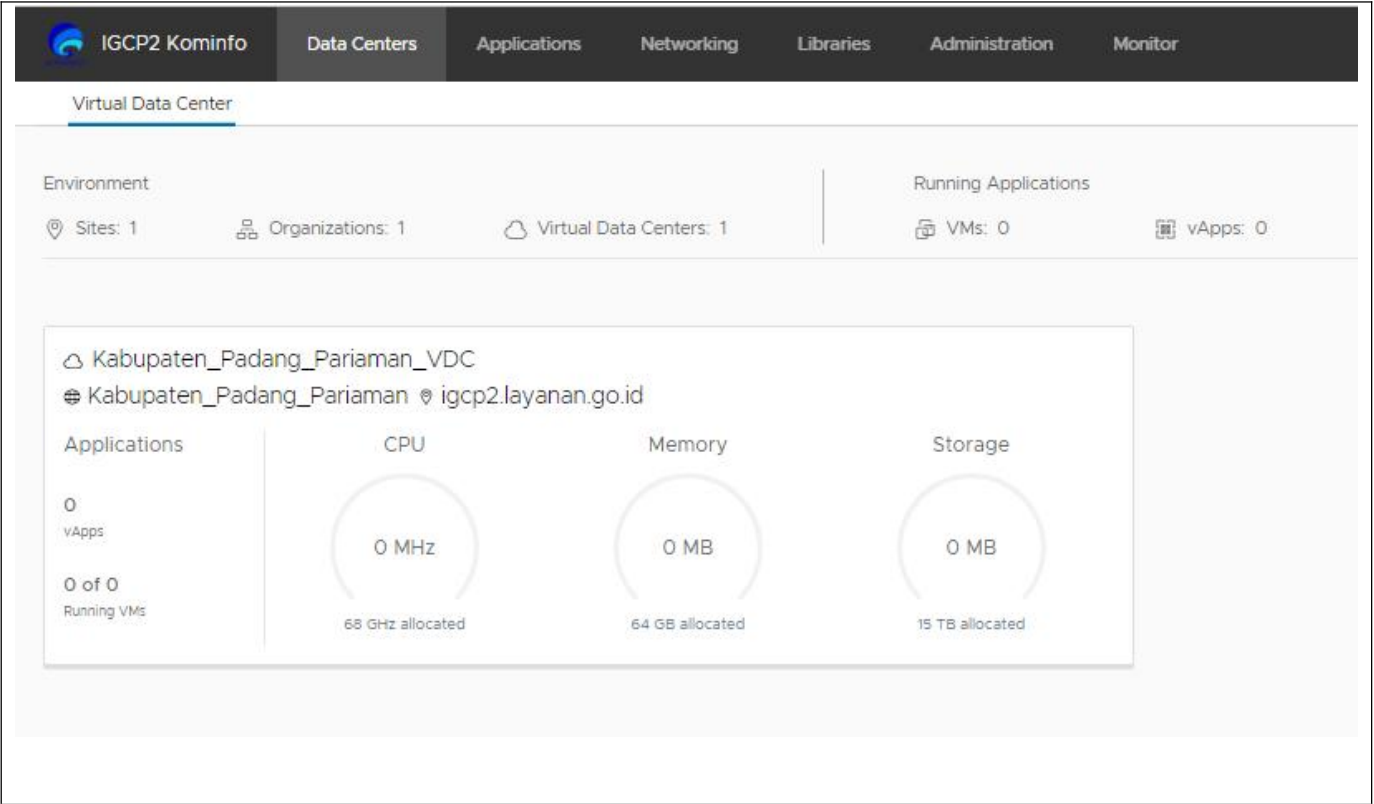 IGCP2 Kominfo Data Centers Applications Networking Libraries Administration Monitor
Virtual Data Center
Environment
Sites: 1 Organizations: 1 Virtual Data Centers: 1
Running Applications
VMs: 0 vApps: 0
Kabupaten_Padang_Pariaman_VDC
Kabupaten_Padang_Pariaman igcp2.layanan.go.id
Applications
0
vApps
0 of 0
Running VMs
CPU
0 MHz
68 GHz allocated
Memory
0 MB
64 GB allocated
Storage
0 MB
15 TB allocated